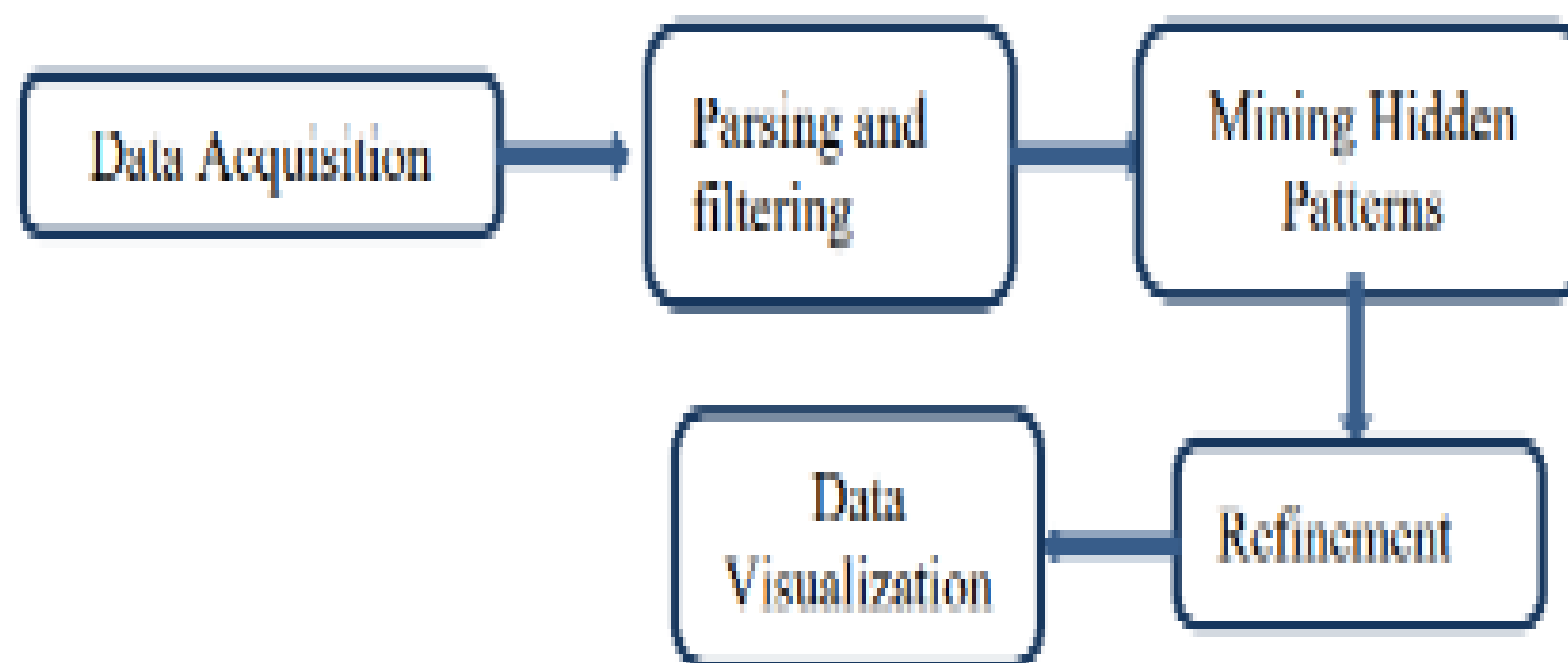 Data Acquisition
Parsing and
filtering
Mining Hidden
Patterns
Refinement
Data
Visualization